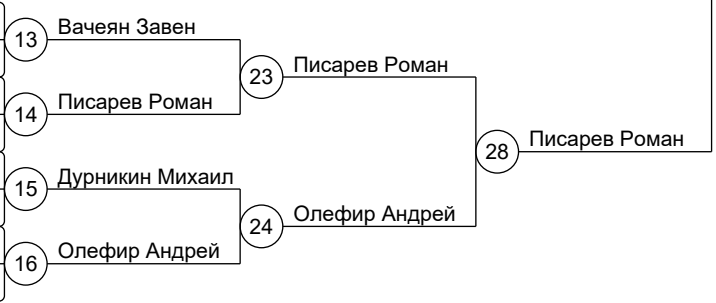 13 Вачеян Завен
23 Писарев Роман
14 Писарев Роман
28 Писарев Роман
15 Дурникин Михаил
24 Олефир Андрей
16 Олефир Андрей